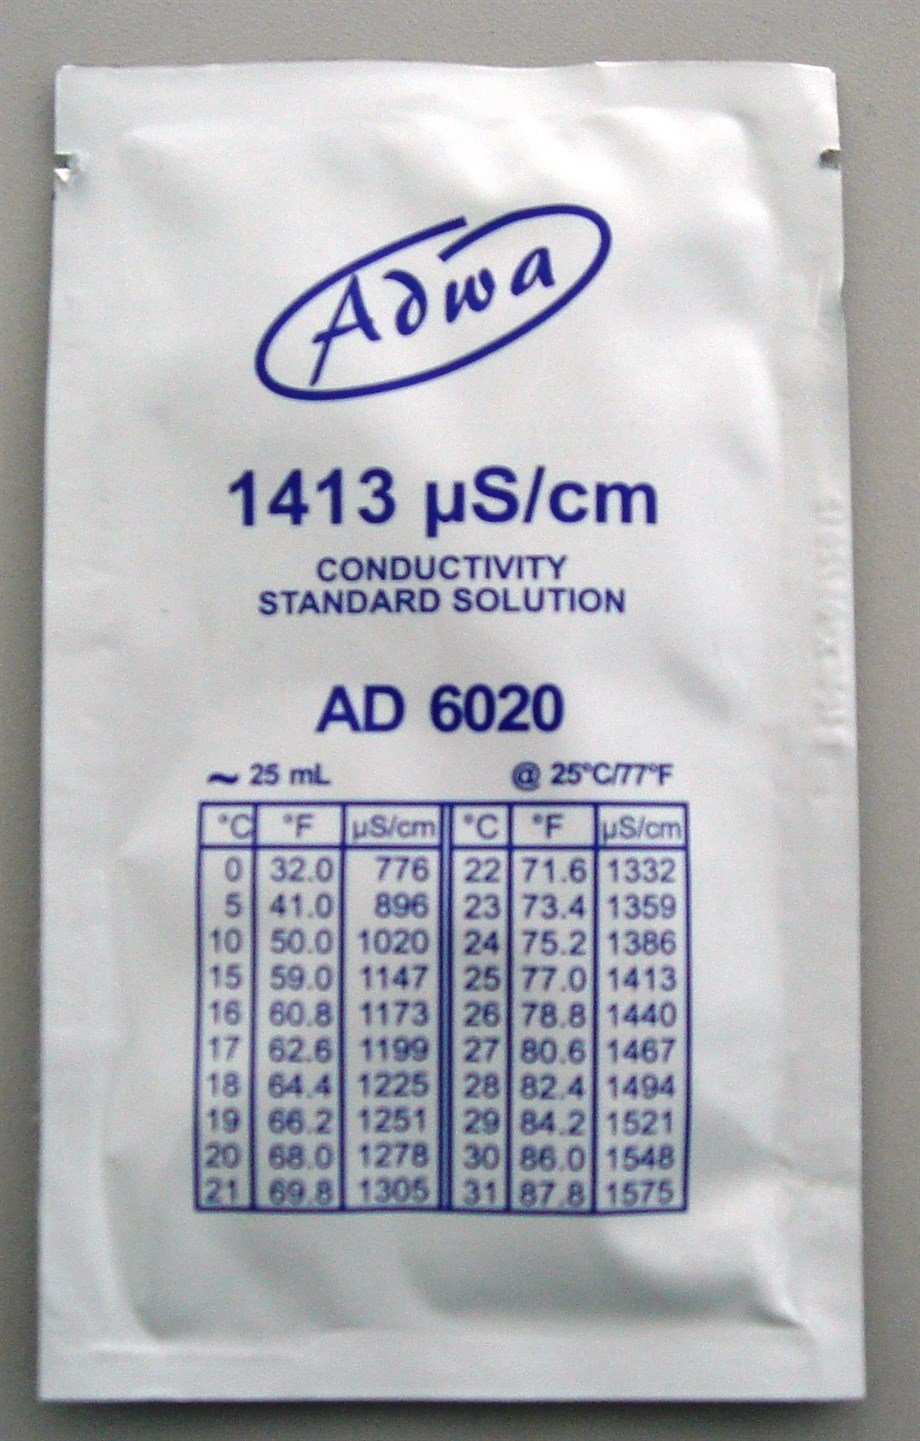 Adwa
1413 µS/cm
CONDUCTIVITY
STANDARD SOLUTION
AD 6020
~ 25 mL @ 25°C/77°F
°C °F µS/cm °C °F µS/cm
0 32.0 776 22 71.6 1332
5 41.0 896 23 73.4 1359
10 50.0 1020 24 75.2 1386
15 59.0 1147 25 77.0 1413
16 60.8 1173 26 78.8 1440
17 62.6 1199 27 80.6 1467
18 64.4 1225 28 82.4 1494
19 66.2 1251 29 84.2 1521
20 68.0 1278 30 86.0 1548
21 69.8 1305 31 87.8 1575